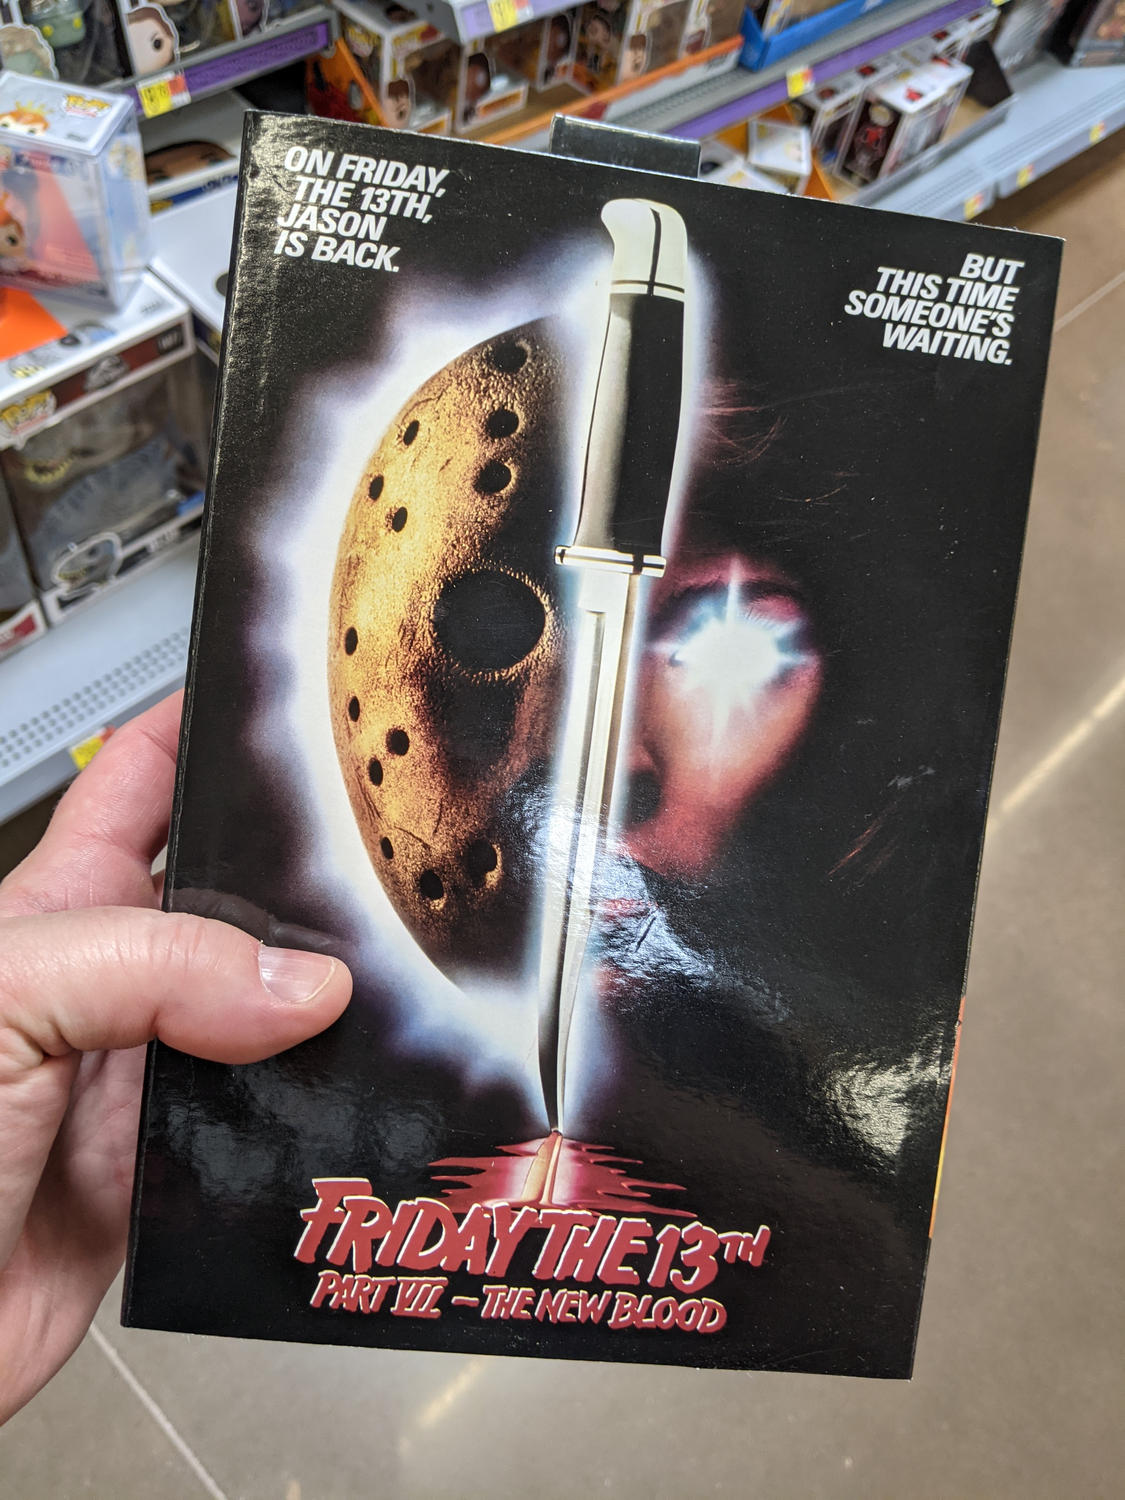 ON FRIDAY,
THE 13TH,
JASON
IS BACK.
BUT
THIS TIME
SOMEONE'S
WAITING.
FRIDAY THE 13TH
PART VII — THE NEW BLOOD